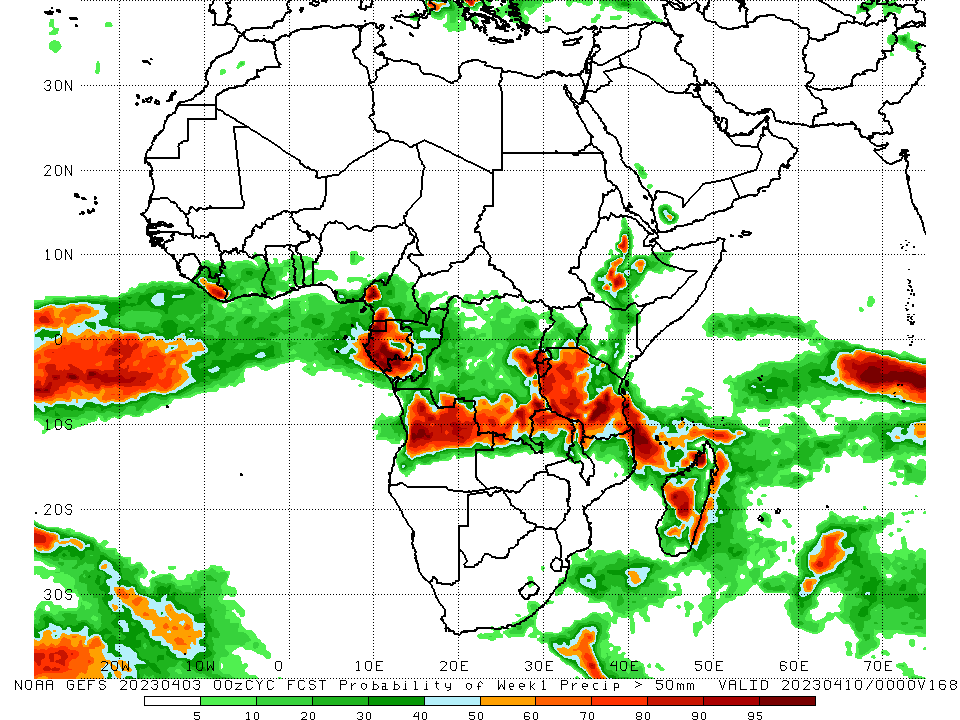 30N
20N
10N
0
10S
20S
30S
20W 10W 0 10E 20E 30E 40E 50E 60E 70E
NOAA GEFS 20230403 00zCYC FCST Probability of Week1 Precip > 50mm VALID 20230410/0000V168
5 10 20 30 40 50 60 70 80 90 95